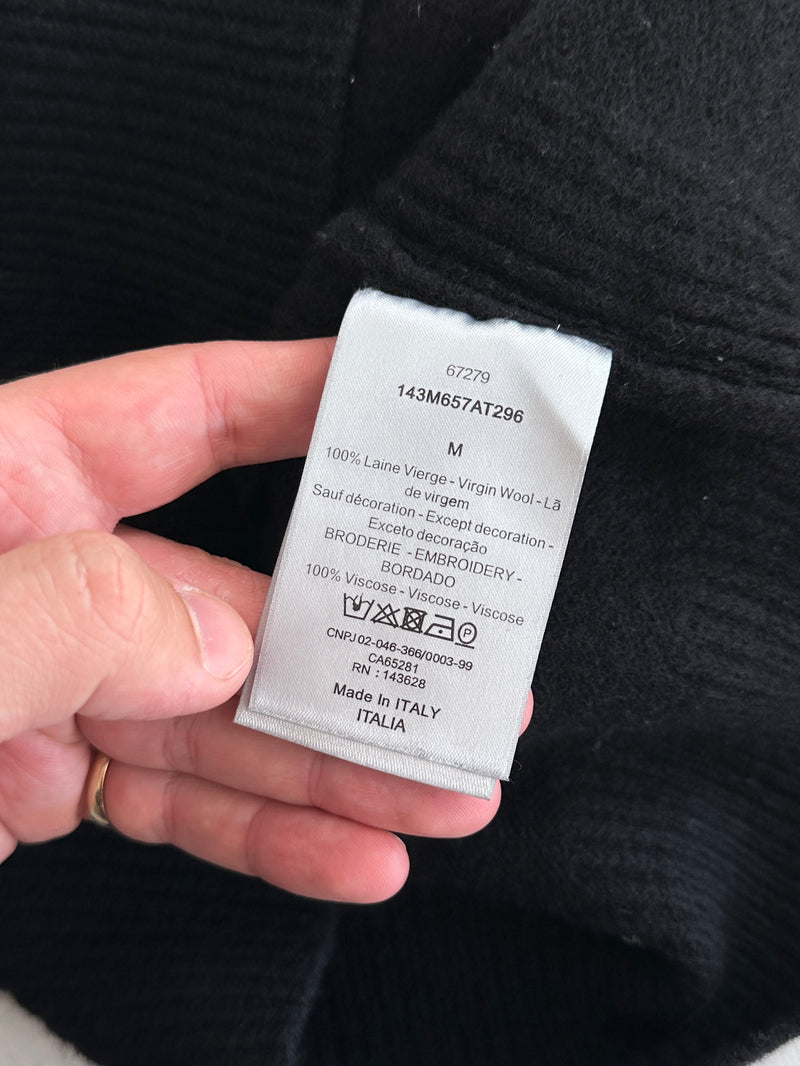 67279
143M657AT296
M
100% Laine Vierge - Virgin Wool - Lã
de virgem
Sauf décoration - Except decoration -
Exceto decoração
BRODERIE - EMBROIDERY -
BORDADO
100% Viscose - Viscose - Viscose
P
CNPJ 02-046-366/0003-99
CA65281
RN : 143628
Made In ITALY
ITALIA